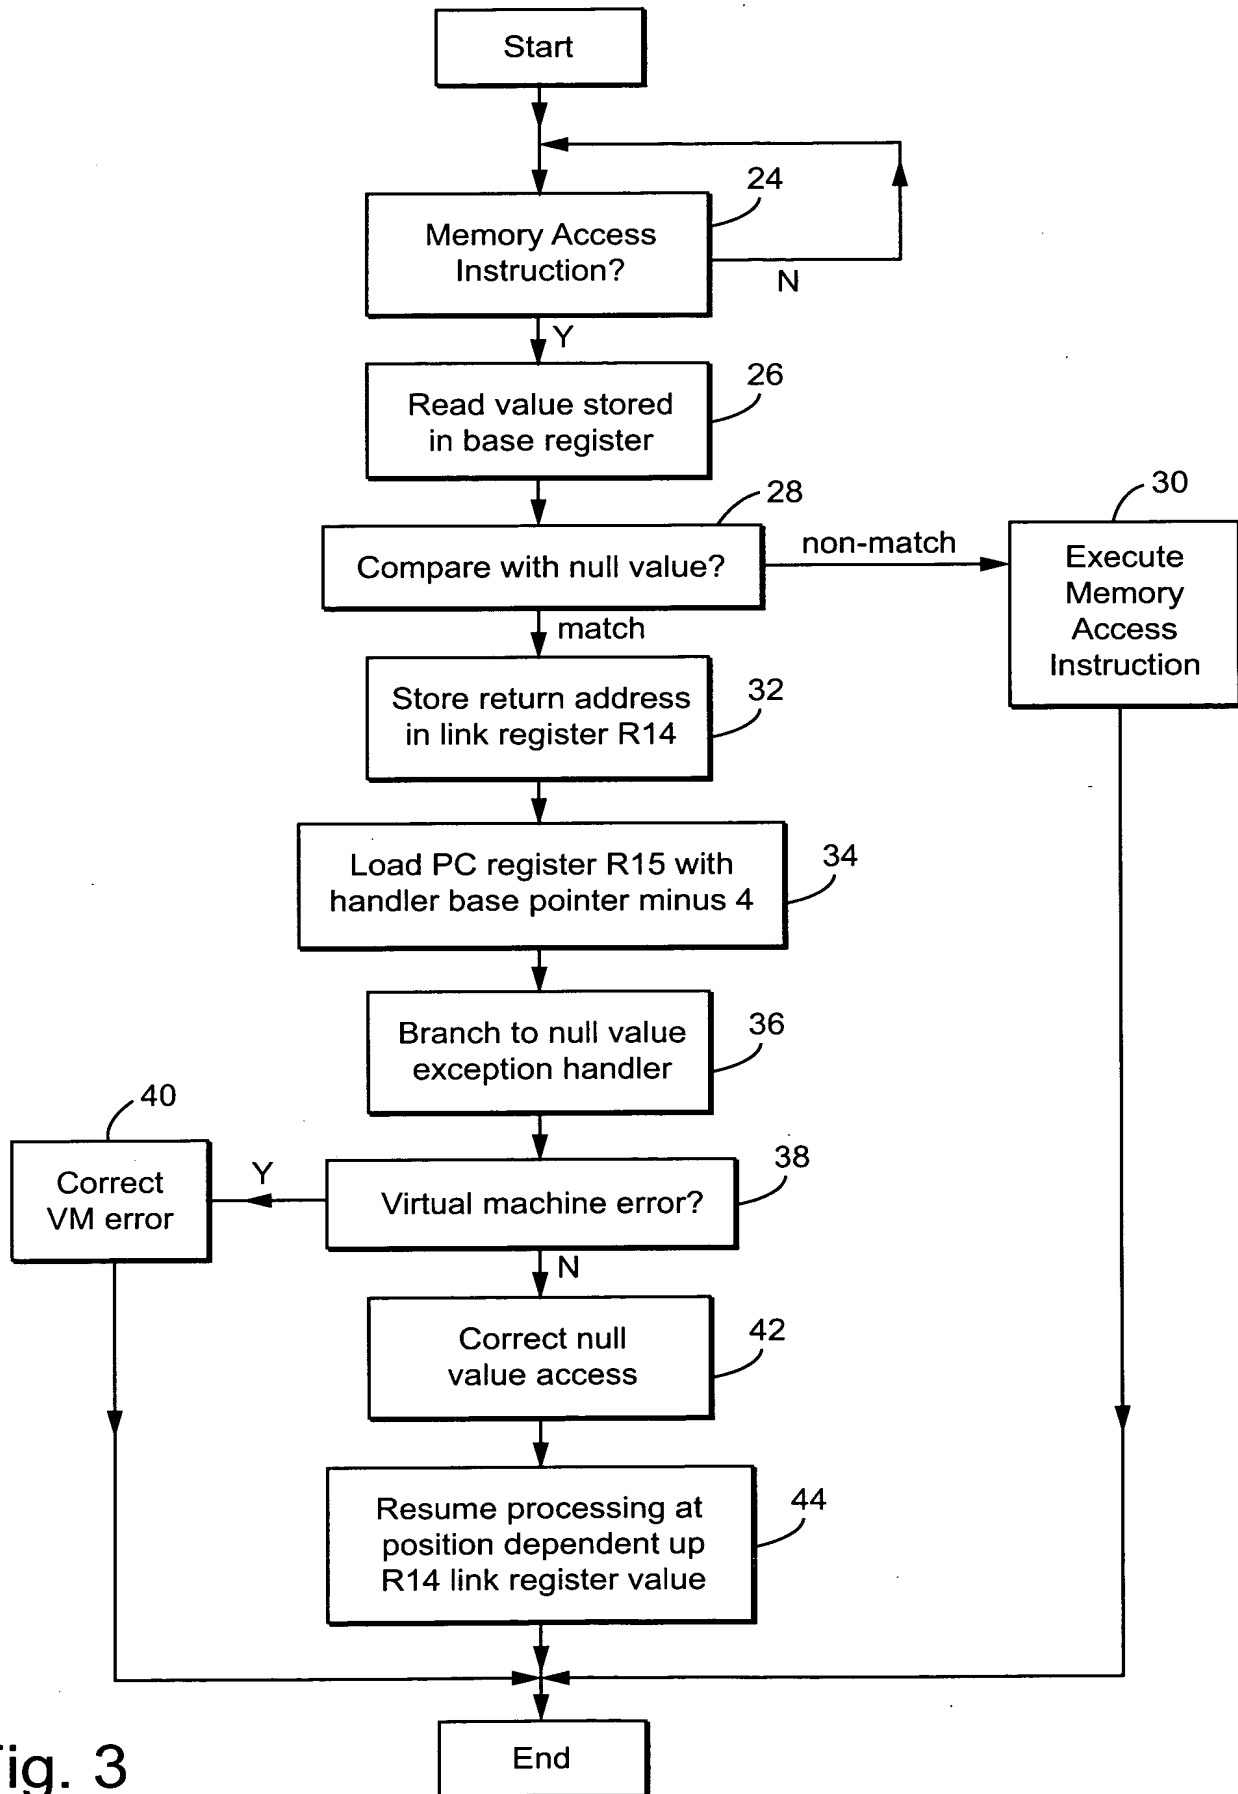 Start
24
Memory Access
Instruction?
N
Y
26
Read value stored
in base register
28
Compare with null value?
non-match
30
Execute
Memory
Access
Instruction
match
32
Store return address
in link register R14
34
Load PC register R15 with
handler base pointer minus 4
36
Branch to null value
exception handler
40
Correct
VM error
Y
38
Virtual machine error?
N
42
Correct null
value access
44
Resume processing at
position dependent up
R14 link register value
End
Fig. 3